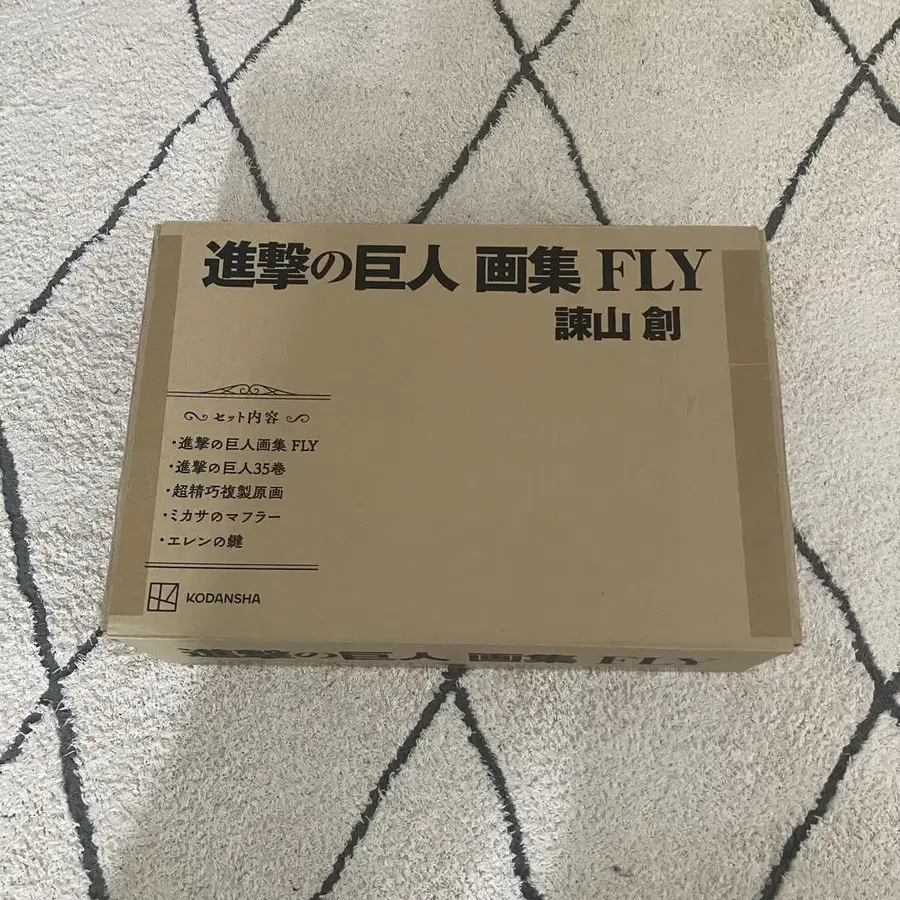 進撃の巨人 画集 FLY
諫山 創
セット内容
・進撃の巨人画集 FLY
・進撃の巨人35巻
・超精巧複製原画
・ミカサのマフラー
・エレンの鍵
KODANSHA
進撃の巨人 画集 FLY